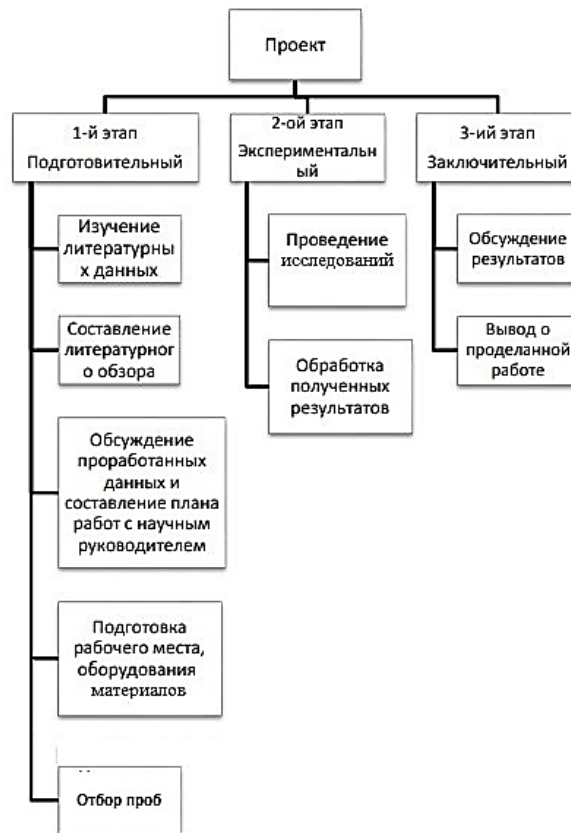 Проект
1-й этап
Подготовительный
Изучение
литературны
х данных
Составление
литературног
о обзора
Обсуждение
проработанных
данных и
составление плана
работ с научным
руководителем
Подготовка
рабочего места,
оборудования
материалов
Отбор проб
2-ой этап
Экспериментальн
ый
Проведение
исследований
Обработка
полученных
результатов
3-ий этап
Заключительный
Обсуждение
результатов
Вывод о
проделанной
работе